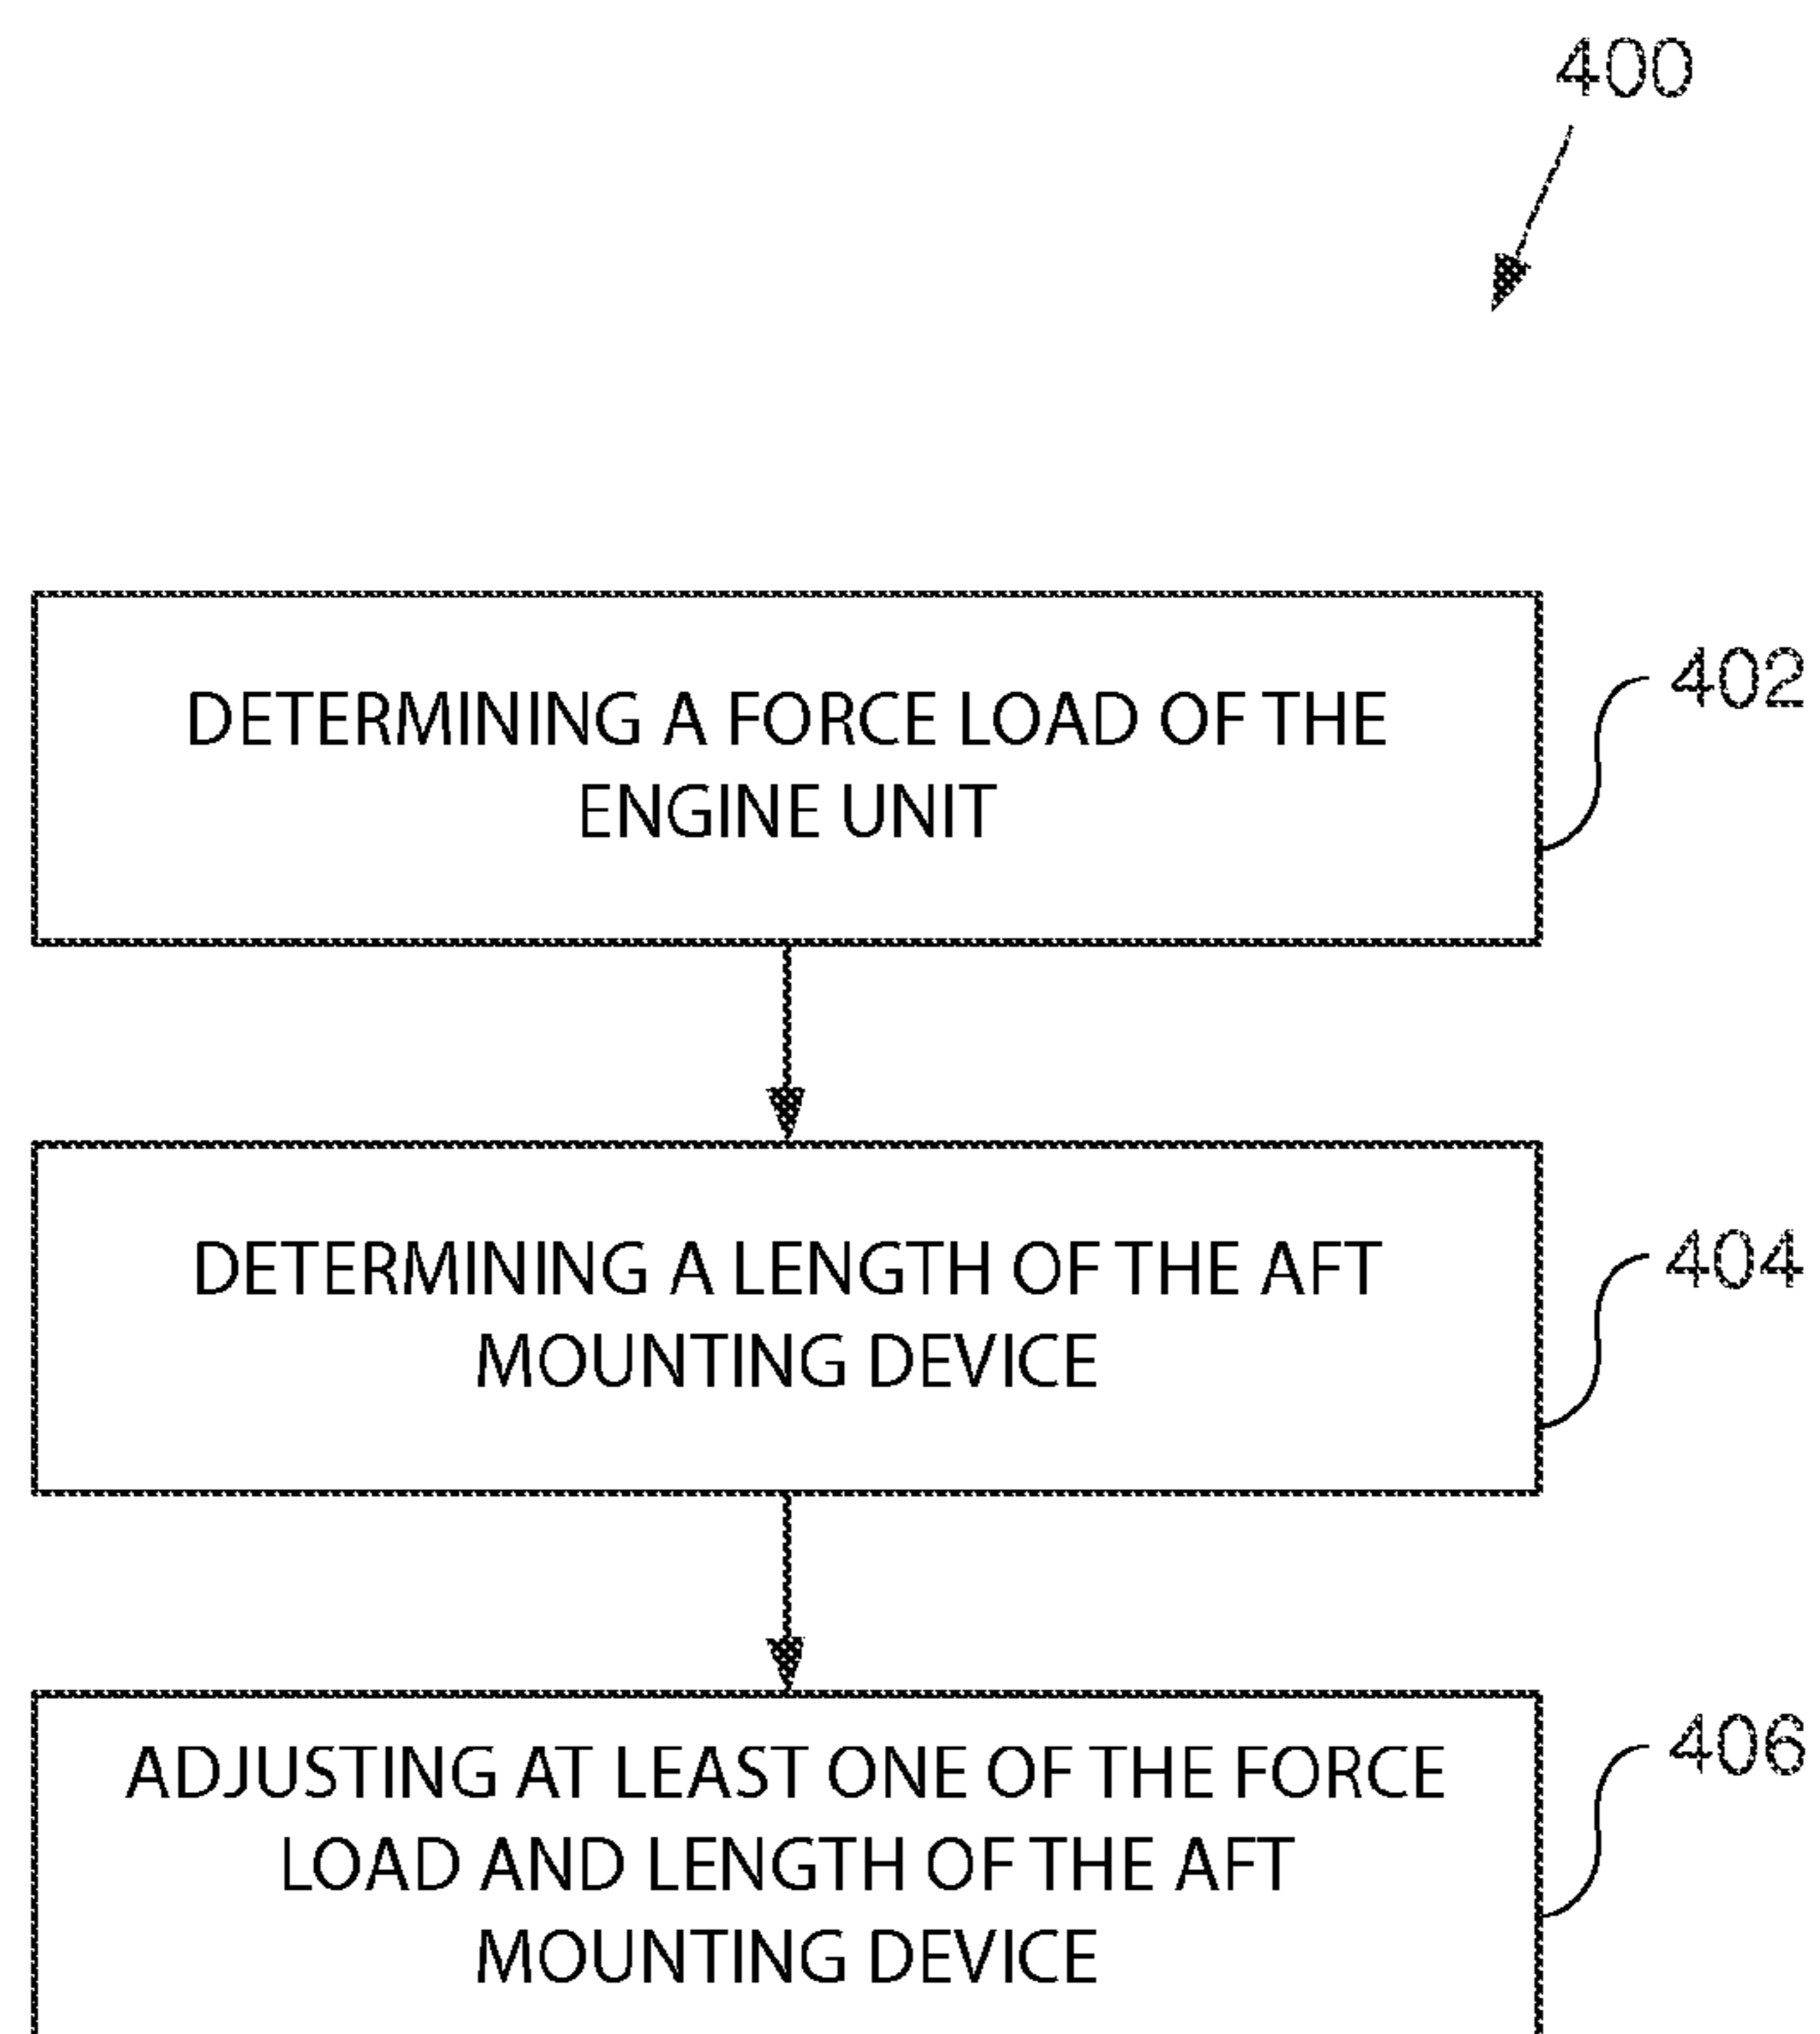 400
DETERMINING A FORCE LOAD OF THE
ENGINE UNIT
402
DETERMINING A LENGTH OF THE AFT
MOUNTING DEVICE
404
ADJUSTING AT LEAST ONE OF THE FORCE
LOAD AND LENGTH OF THE AFT
MOUNTING DEVICE
406